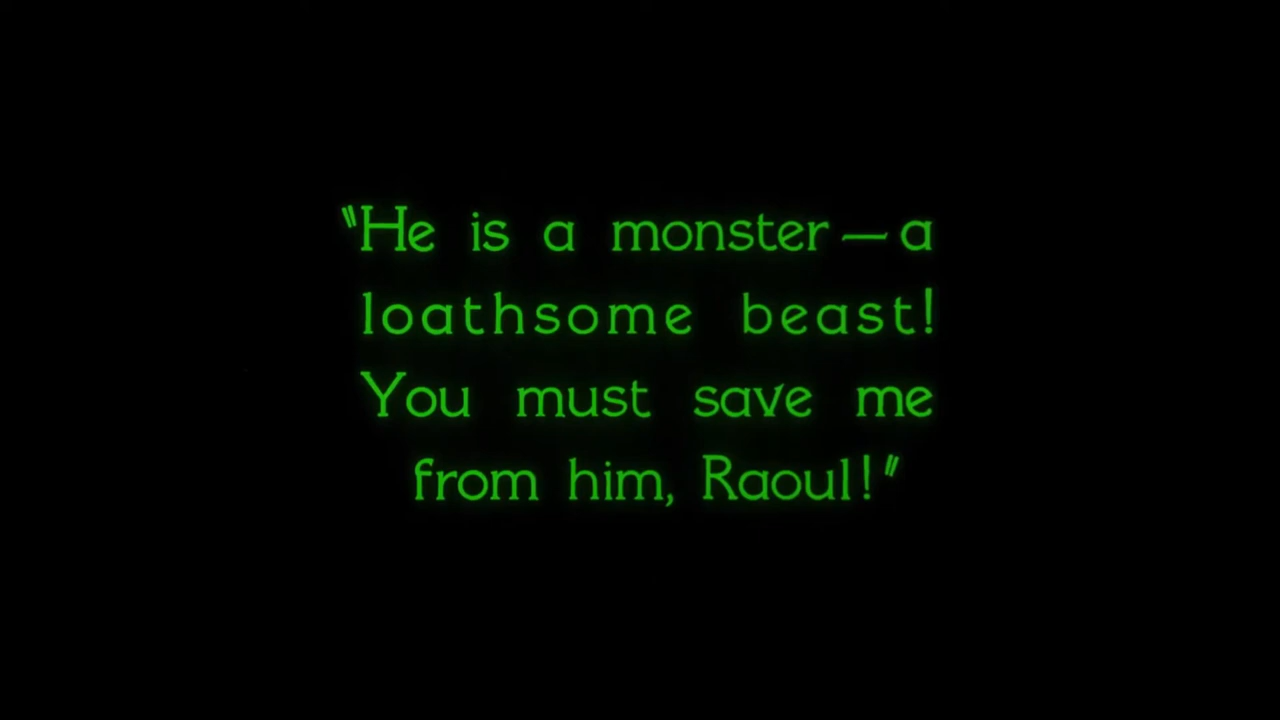 "He is a monster—a
loathsome beast!
You must save me
from him, Raoul!"